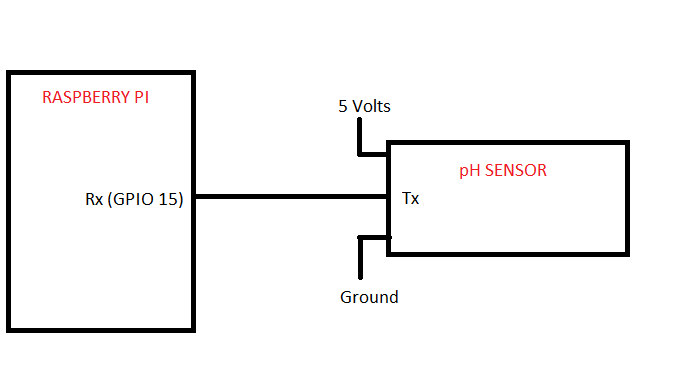 RASPBERRY PI
Rx (GPIO 15)
5 Volts
pH SENSOR
Tx
Ground